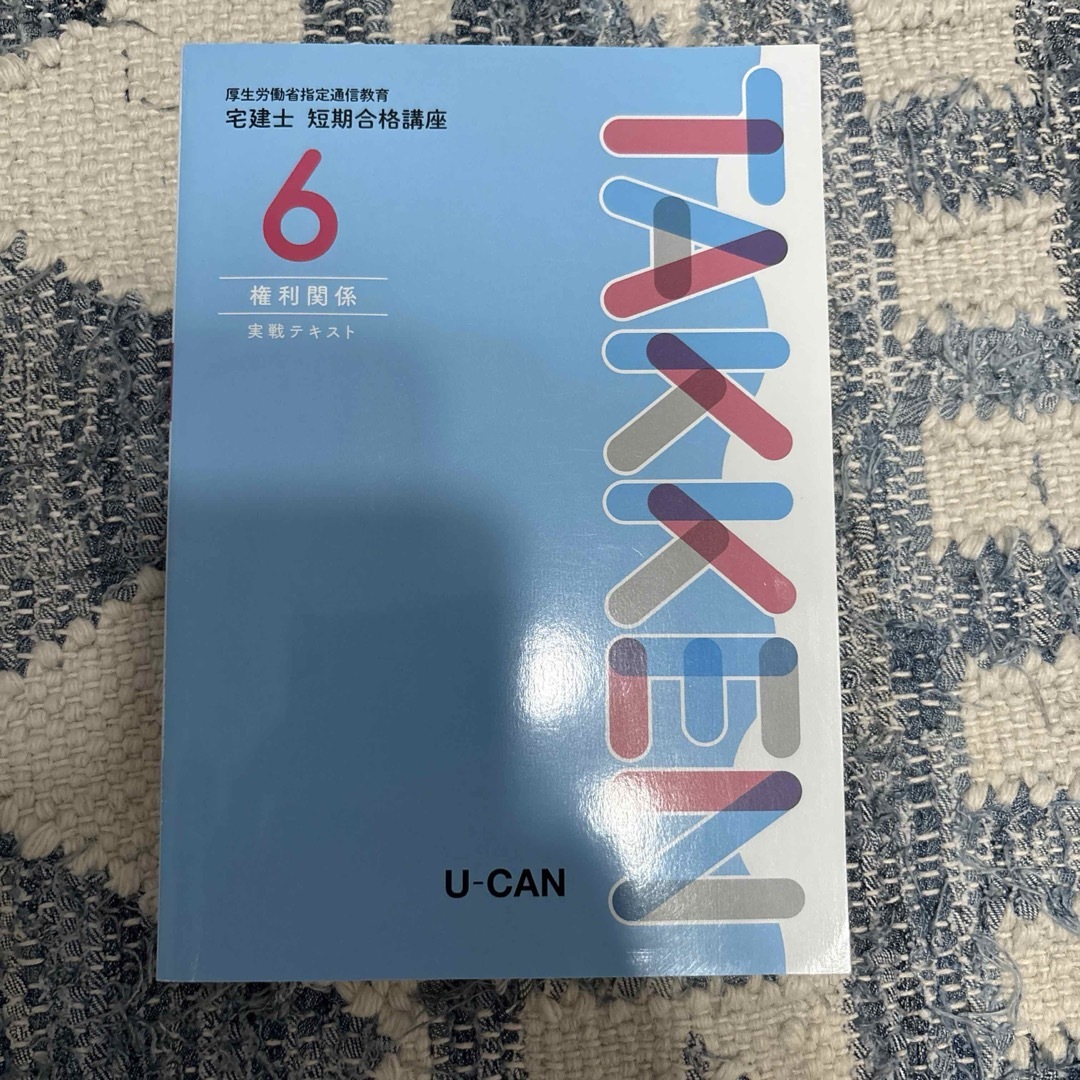 厚生労働省指定通信教育
宅建士 短期合格講座
6
権利関係
実戦テキスト
TAKKEN
U-CAN